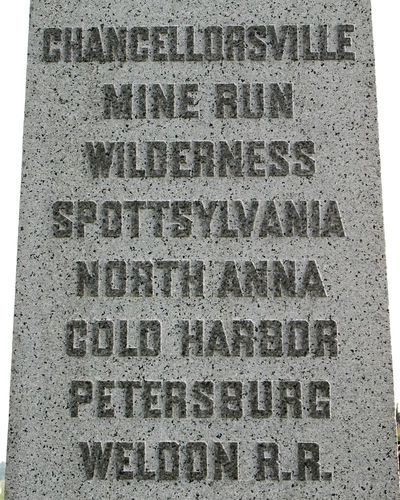 CHANCELLORSVILLE
MINE RUN
WILDERNESS
SPOTTSYLVANIA
NORTH ANNA
COLD HARBOR
PETERSBURG
WELDON R.R.